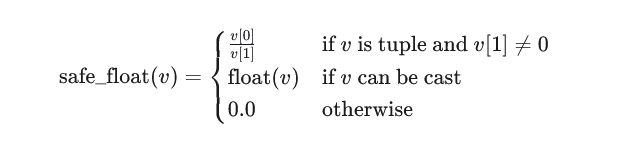 safe_float(v) = { v[0]/v[1] if v is tuple and v[1] ≠ 0
float(v) if v can be cast
0.0 otherwise